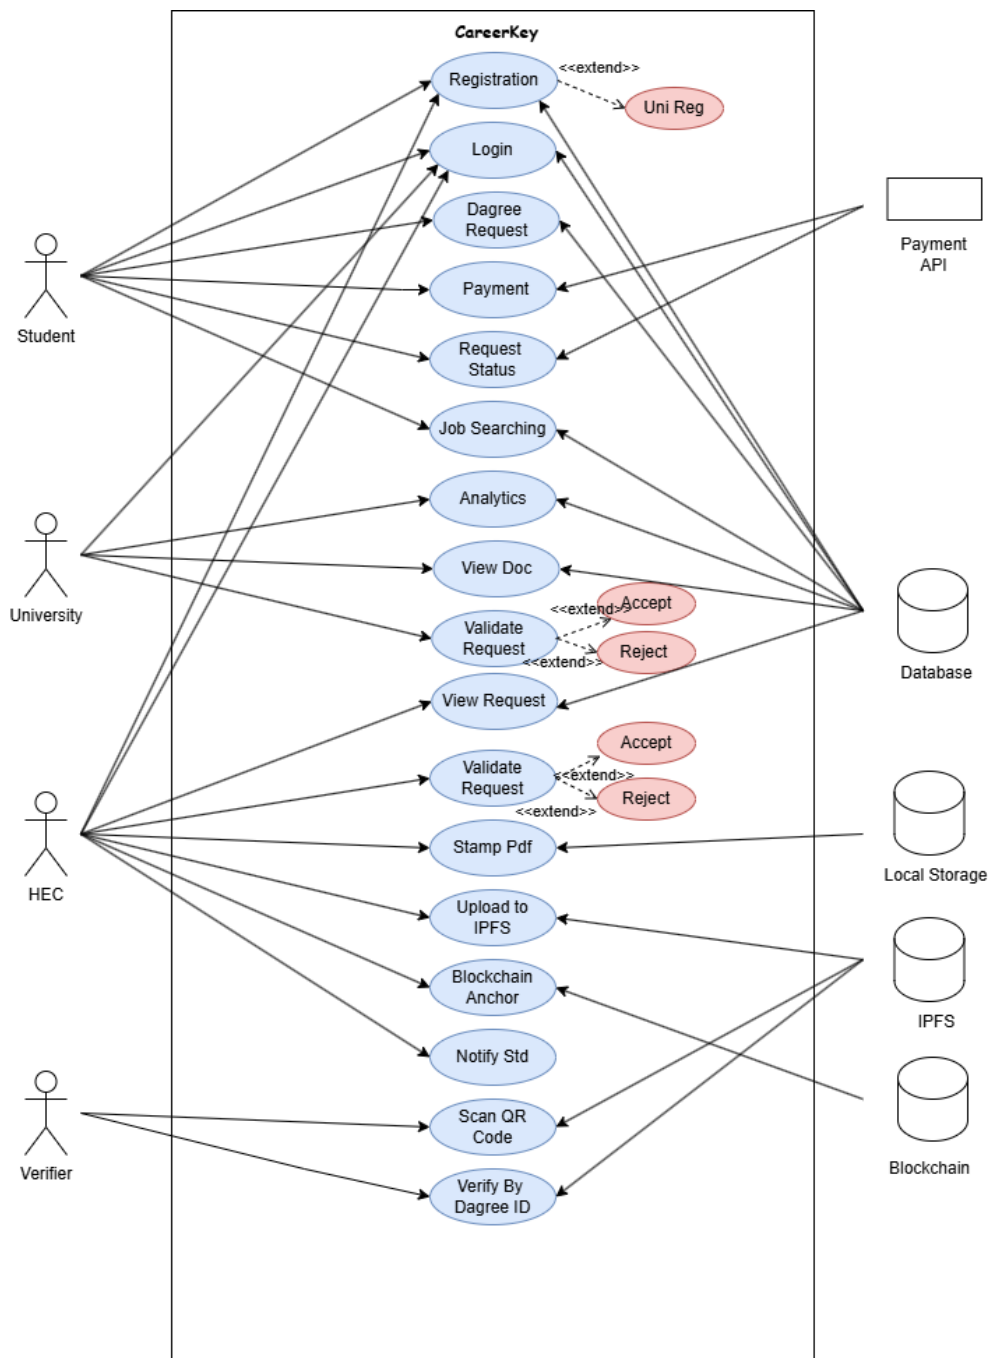 CareerKey
Registration
<<extend>>
Uni Reg
Login
Dagree
Request
Payment
API
Payment
Student
Request
Status
Job Searching
Analytics
University
View Doc
Accept
<<extend>>
Validate
Request
Reject
<<extend>>
Database
View Request
Accept
Validate
Request
<<extend>>
Reject
<<extend>>
HEC
Stamp Pdf
Local Storage
Upload to
IPFS
IPFS
Blockchain
Anchor
Notify Std
Scan QR
Code
Verifier
Blockchain
Verify By
Dagree ID